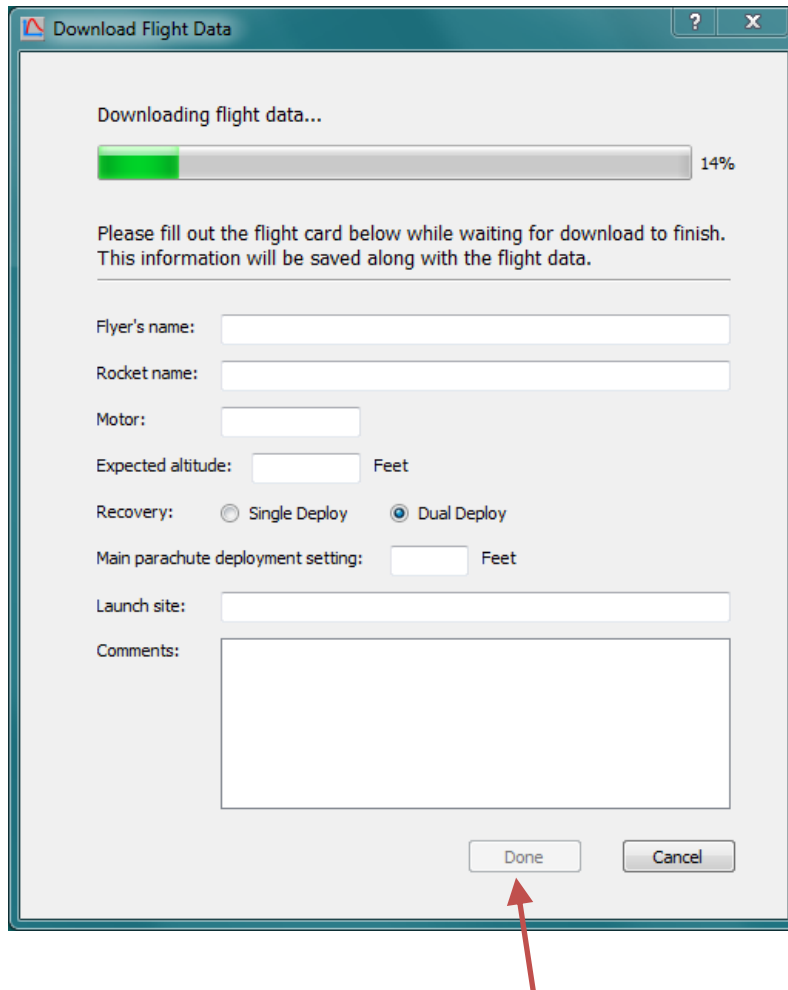 Download Flight Data
? X
Downloading flight data...
14%
Please fill out the flight card below while waiting for download to finish.
This information will be saved along with the flight data.
Flyer's name:
Rocket name:
Motor:
Expected altitude: Feet
Recovery: Single Deploy Dual Deploy
Main parachute deployment setting: Feet
Launch site:
Comments:
Done Cancel